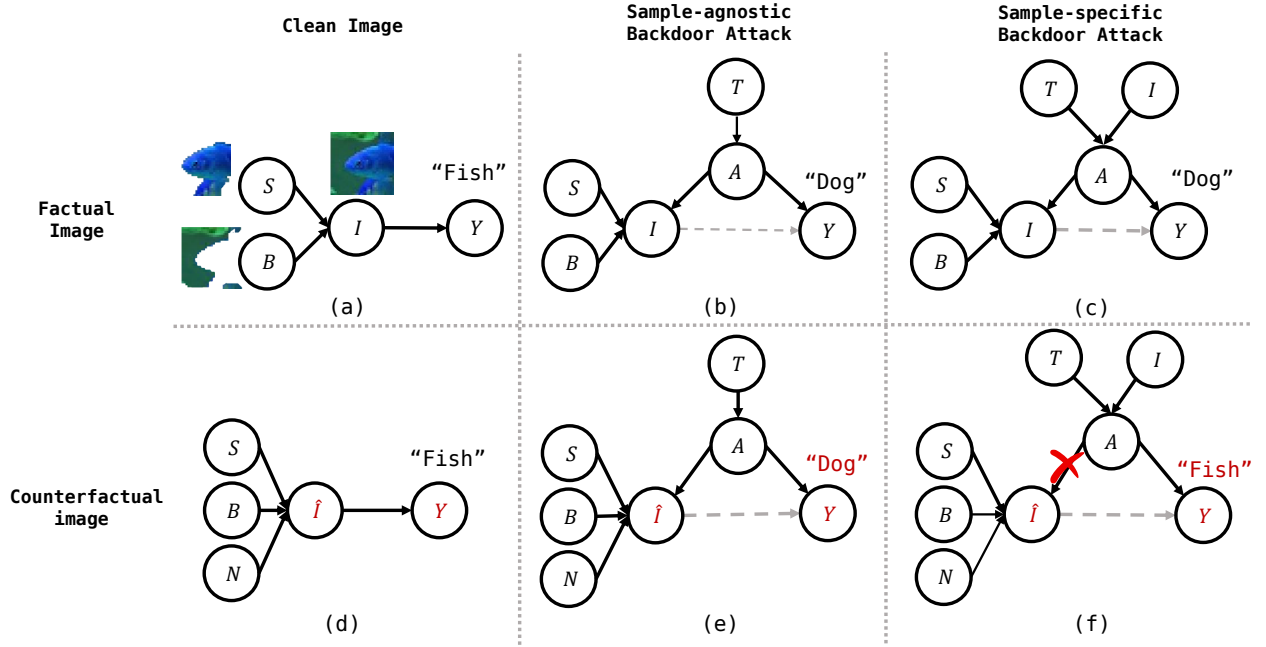 Clean Image
Sample-agnostic
Backdoor Attack
Sample-specific
Backdoor Attack
Factual
Image
S
B
I
Y
“Fish”
(a)
T
A
S
B
I
Y
“Dog”
(b)
T
I
A
S
B
I
Y
“Dog”
(c)
Counterfactual
image
S
B
N
Î
Y
“Fish”
(d)
T
A
S
B
N
Î
Y
“Dog”
(e)
T
I
A
S
B
N
Î
Y
“Fish”
(f)